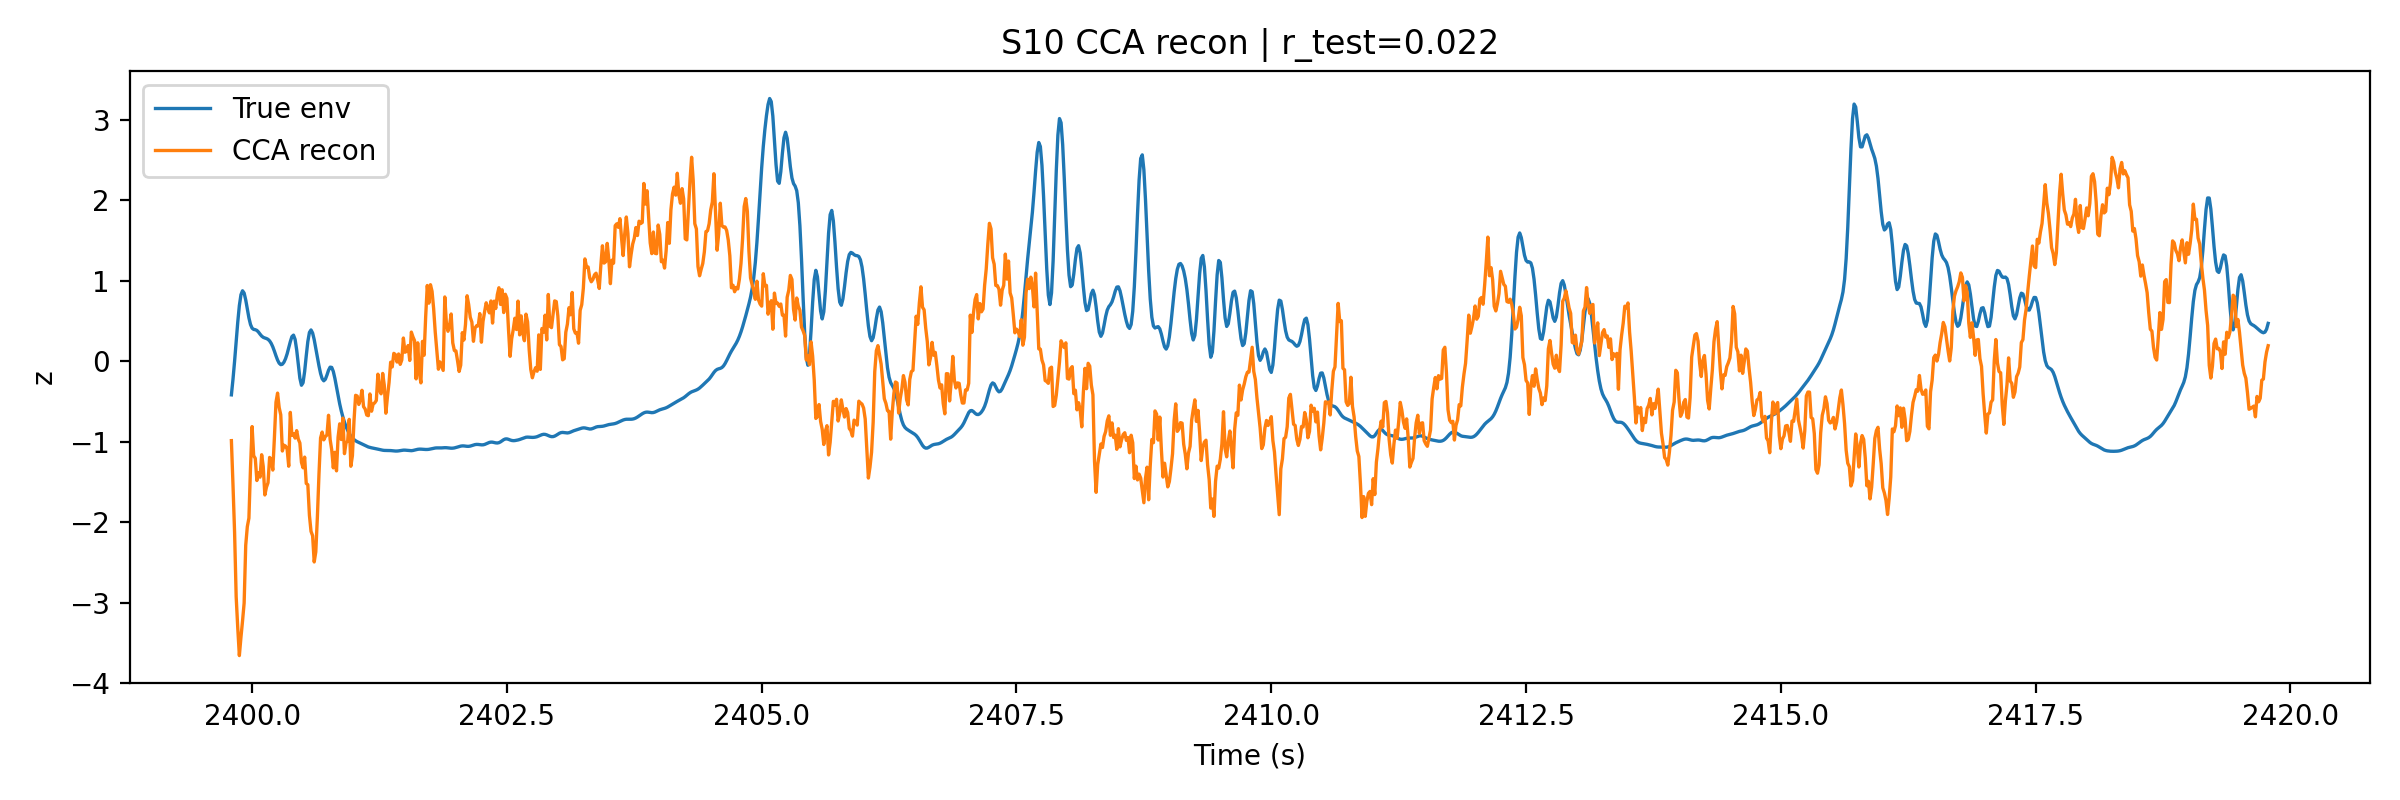 S10 CCA recon | r_test=0.022
True env
CCA recon
3
2
1
0
−1
−2
−3
−4
z
2400.0 2402.5 2405.0 2407.5 2410.0 2412.5 2415.0 2417.5 2420.0
Time (s)